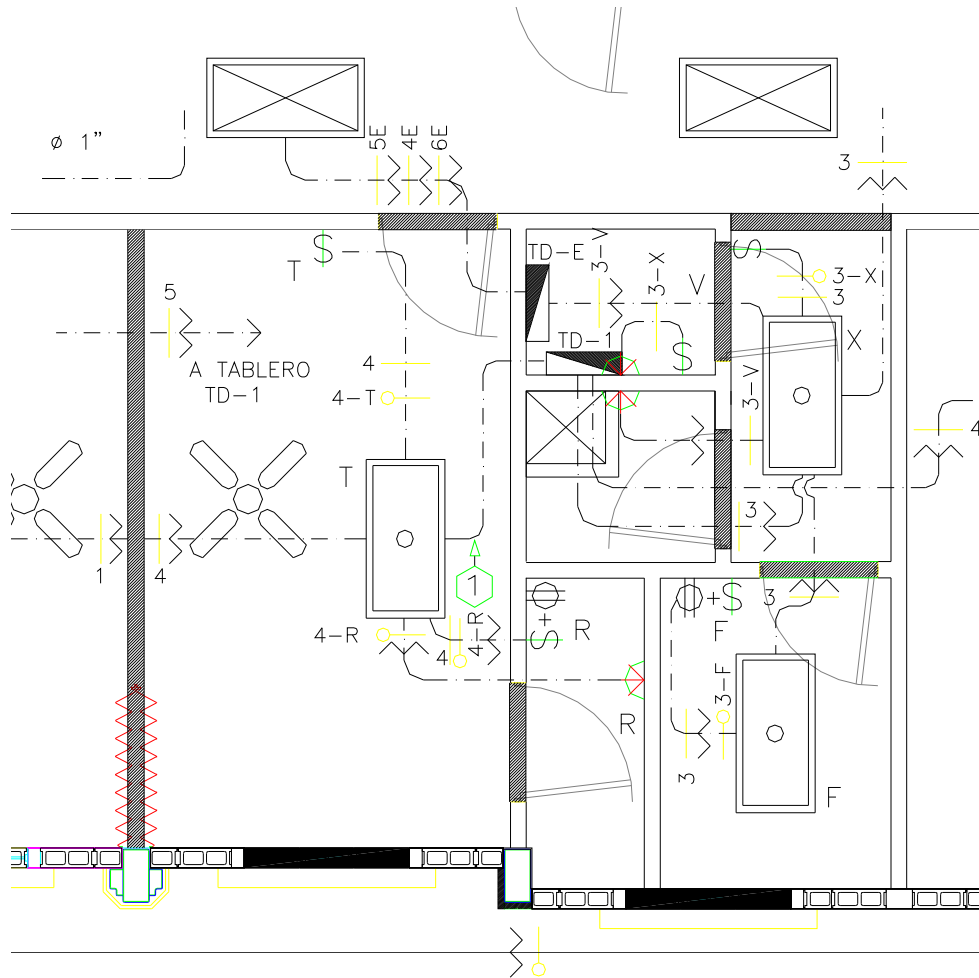 5E
4E
6E
ø 1"
3
S
T
TD-E
3-V
3-X
V
S
3-X
3
5
A TABLERO
TD-1
TD-1
S
X
4
4-T
3-V
4
T
3
1
4
1
S+
R
+S
F
3
4-R
4
4-R
3-F
R
3
F